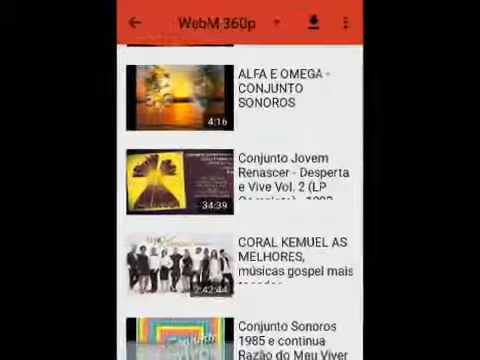 WebM 360p
ALFA E OMEGA -
CONJUNTO
SONOROS
4:16
Conjunto Jovem
Renascer - Desperta
e Vive Vol. 2 (LP
34:39
CORAL KEMUEL AS
MELHORES,
músicas gospel mais
2:42:44
Conjunto Sonoros
1985 e continua
Razão do Meu Viver